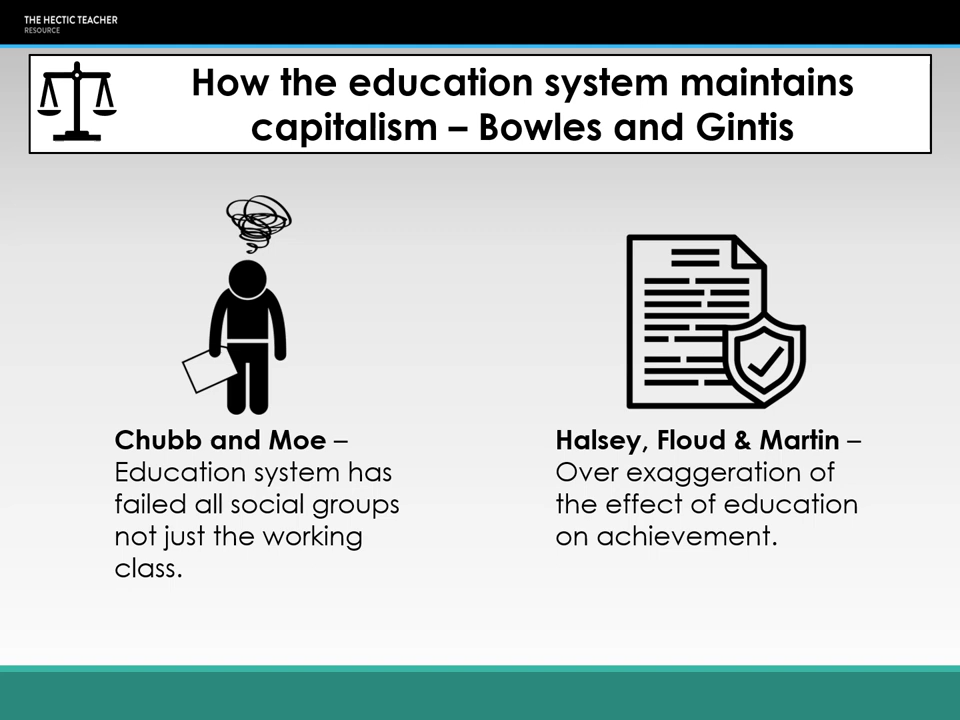 THE HECTIC TEACHER
RESOURCE
How the education system maintains
capitalism – Bowles and Gintis
Chubb and Moe –
Education system has
failed all social groups
not just the working
class.
Halsey, Floud & Martin –
Over exaggeration of
the effect of education
on achievement.